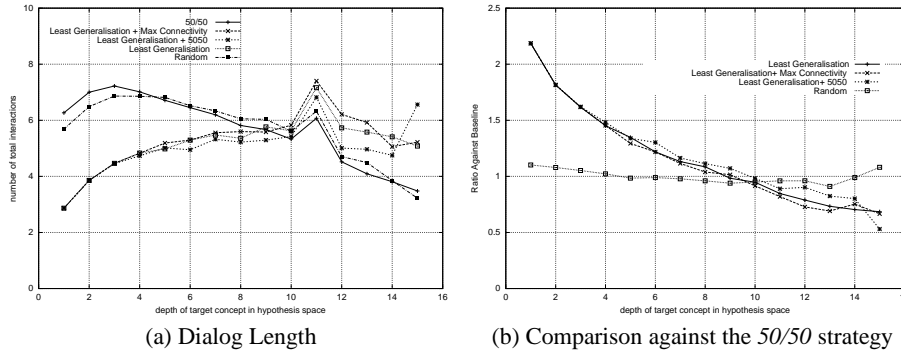 10
8
6
4
2
0
number of total interactions
50/50
Least Generalisation + Max Connectivity
Least Generalisation + 5050
Least Generalisation
Random
0 2 4 6 8 10 12 14 16
depth of target concept in hypothesis space
(a) Dialog Length
2.5
2
1.5
1
0.5
0
Ratio Against Baseline
Least Generalisation
Least Generalisation+ Max Connectivity
Least Generalisation+ 5050
Random
0 2 4 6 8 10 12 14 16
depth of target concept in hypothesis space
(b) Comparison against the 50/50 strategy